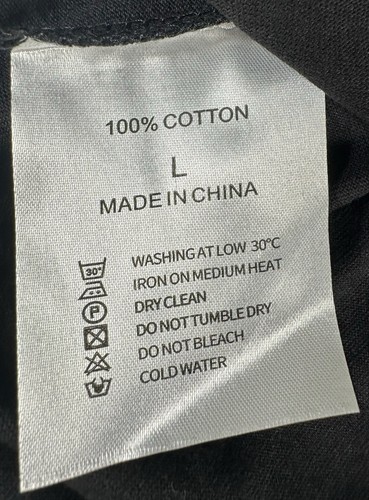 100% COTTON
L
MADE IN CHINA
30° WASHING AT LOW 30°C
IRON ON MEDIUM HEAT
P DRY CLEAN
DO NOT TUMBLE DRY
DO NOT BLEACH
COLD WATER